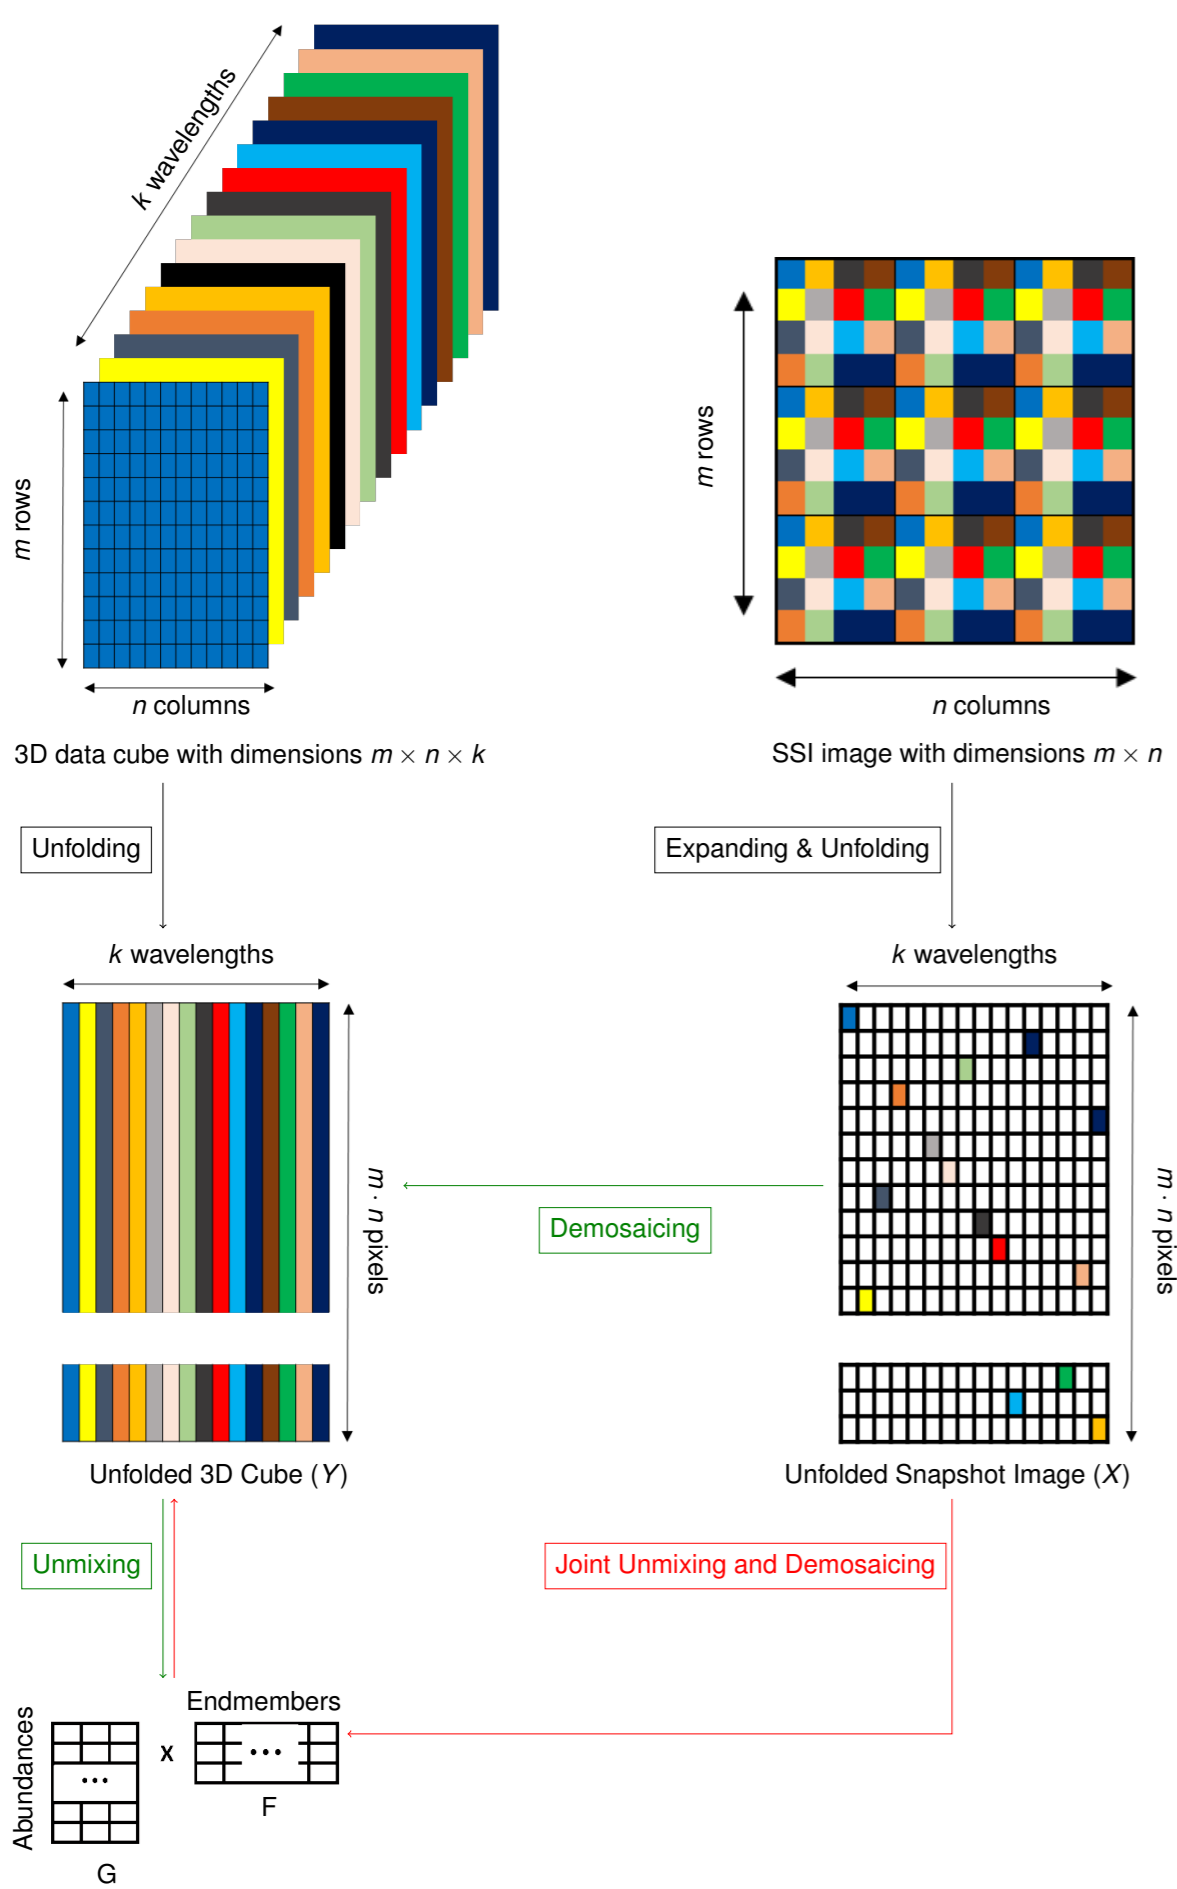 k wavelengths
m rows
n columns
3D data cube with dimensions m × n × k
m rows
n columns
SSI image with dimensions m × n
Unfolding
Expanding & Unfolding
k wavelengths
m · n pixels
Unfolded 3D Cube (Y)
k wavelengths
m · n pixels
Unfolded Snapshot Image (X)
Demosaicing
Unmixing
Joint Unmixing and Demosaicing
Abundances
...
G
x
Endmembers
...
F